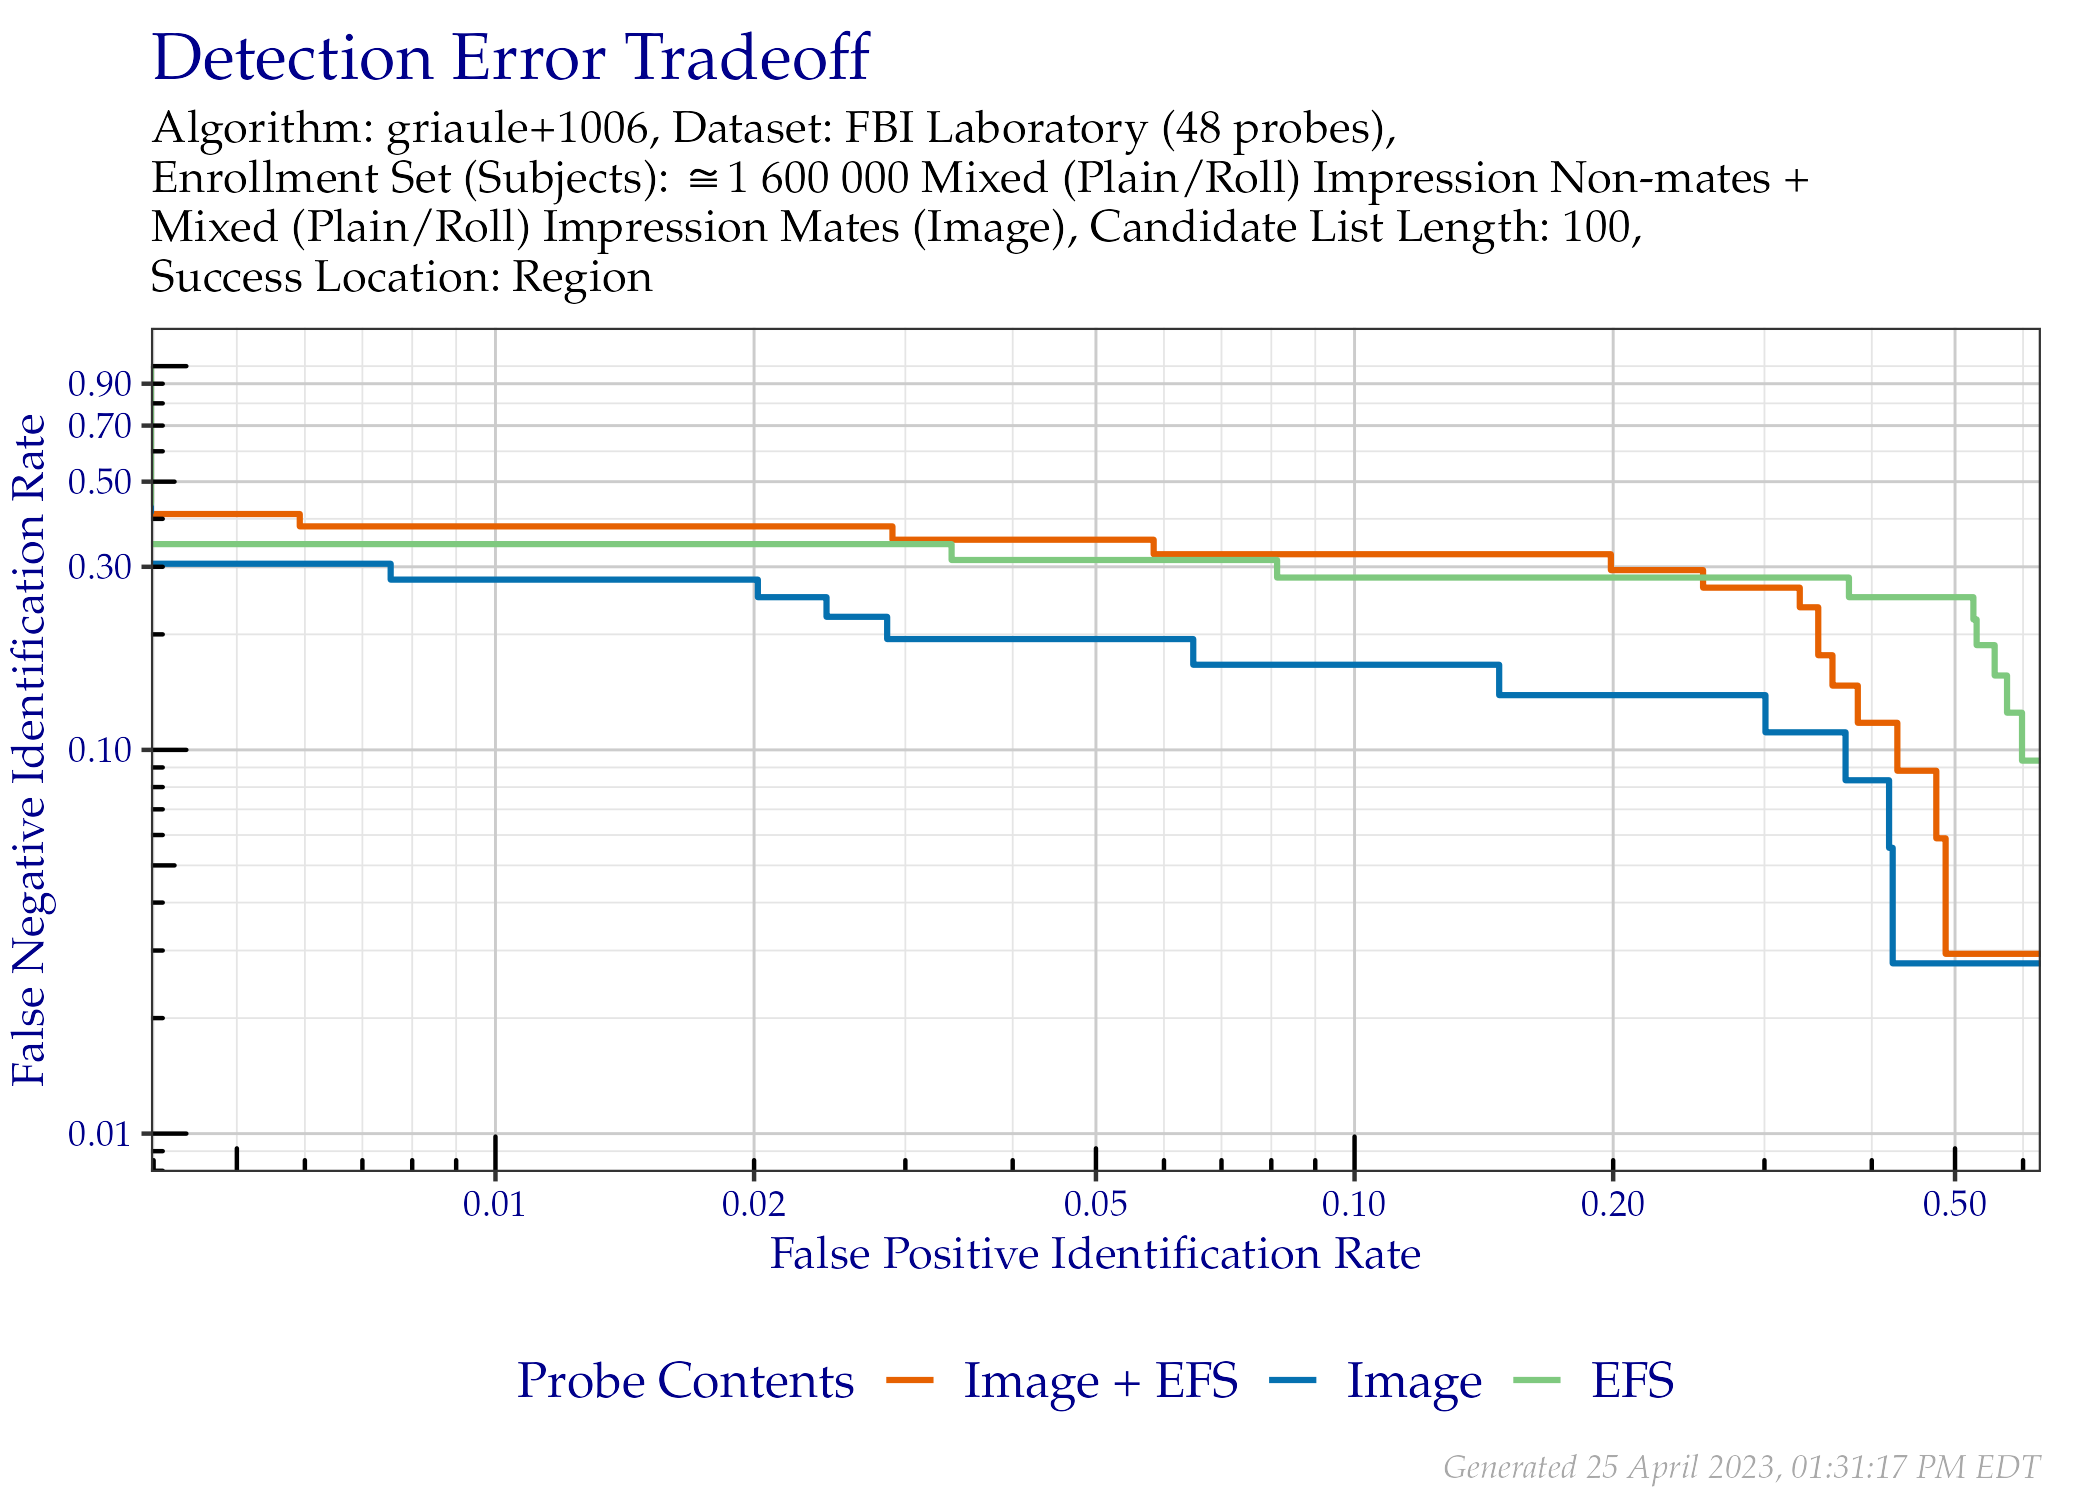 Detection Error Tradeoff
Algorithm: griaule+1006, Dataset: FBI Laboratory (48 probes),
Enrollment Set (Subjects): ≅1 600 000 Mixed (Plain/Roll) Impression Non-mates +
Mixed (Plain/Roll) Impression Mates (Image), Candidate List Length: 100,
Success Location: Region
False Negative Identification Rate
0.90
0.70
0.50
0.30
0.10
0.01
0.01 0.02 0.05 0.10 0.20 0.50
False Positive Identification Rate
Probe Contents Image + EFS Image EFS
Generated 25 April 2023, 01:31:17 PM EDT